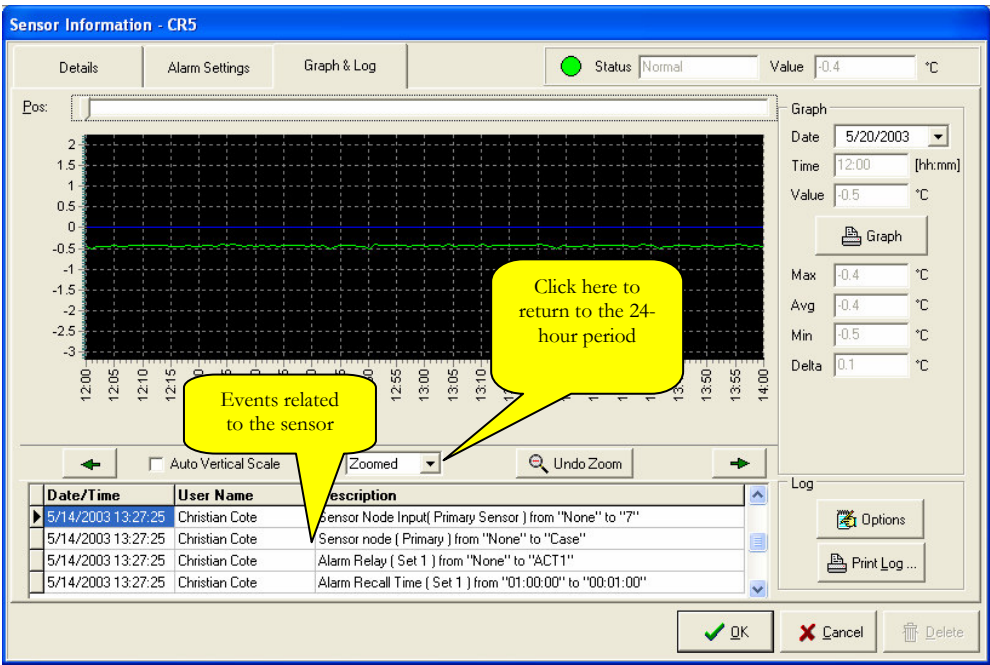 Sensor Information - CR5
Details
Alarm Settings
Graph & Log
Status Normal
Value -0.4 °C
Pos:
2
1.5
1
0.5
0
-0.5
-1
-1.5
-2
-2.5
-3
12:00
12:05
12:10
12:15
12:55
13:00
13:05
13:10
13:50
13:55
14:00
Click here to
return to the 24-
hour period
Events related
to the sensor
Graph
Date 5/20/2003
Time 12:00 [hh:mm]
Value -0.5 °C
Graph
Max -0.4 °C
Avg -0.4 °C
Min -0.5 °C
Delta 0.1 °C
Auto Vertical Scale
Zoomed
Undo Zoom
Date/Time User Name Description
5/14/2003 13:27:25 Christian Cote Sensor Node Input( Primary Sensor ) from "None" to "7"
5/14/2003 13:27:25 Christian Cote Sensor node ( Primary ) from "None" to "Case"
5/14/2003 13:27:25 Christian Cote Alarm Relay ( Set 1 ) from "None" to "ACT1"
5/14/2003 13:27:25 Christian Cote Alarm Recall Time ( Set 1 ) from "01:00:00" to "00:01:00"
Log
Options
Print Log ...
OK
Cancel
Delete